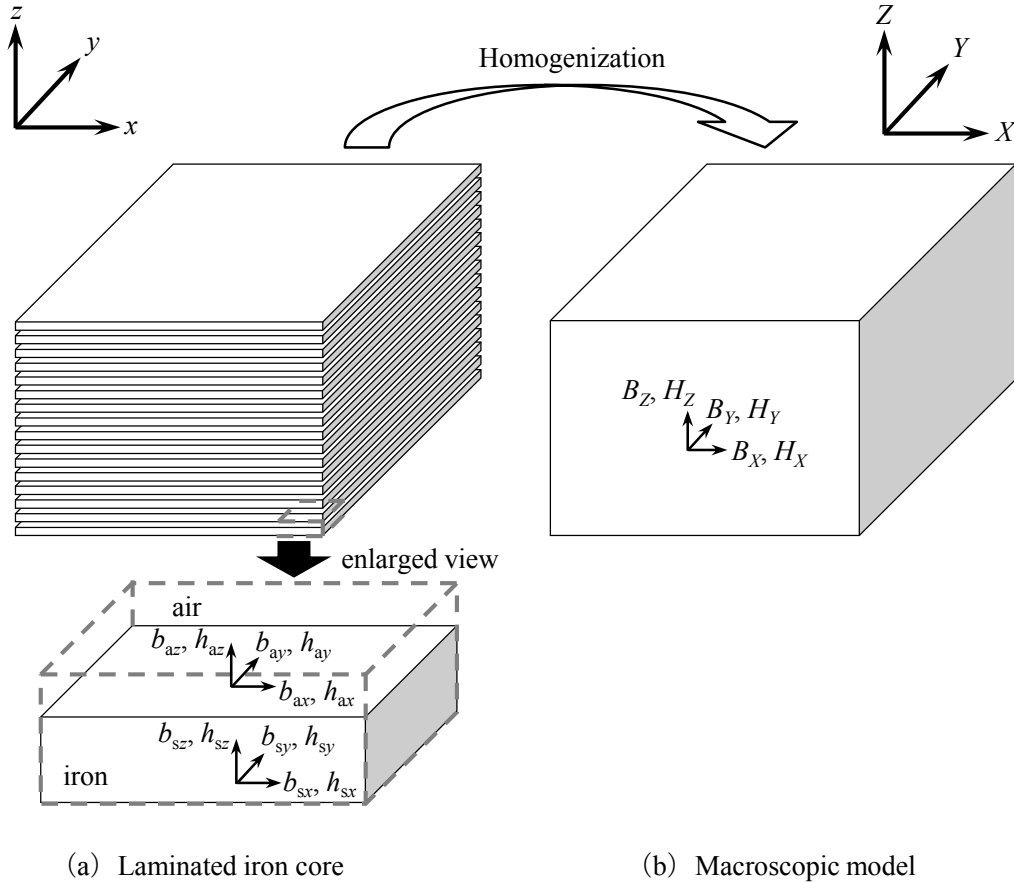 z
y
x
Homogenization
Z
Y
X
B_Z, H_Z
B_Y, H_Y
B_X, H_X
enlarged view
air
b_az, h_az
b_ay, h_ay
b_ax, h_ax
b_sz, h_sz
b_sy, h_sy
iron
b_sx, h_sx
(a) Laminated iron core
(b) Macroscopic model